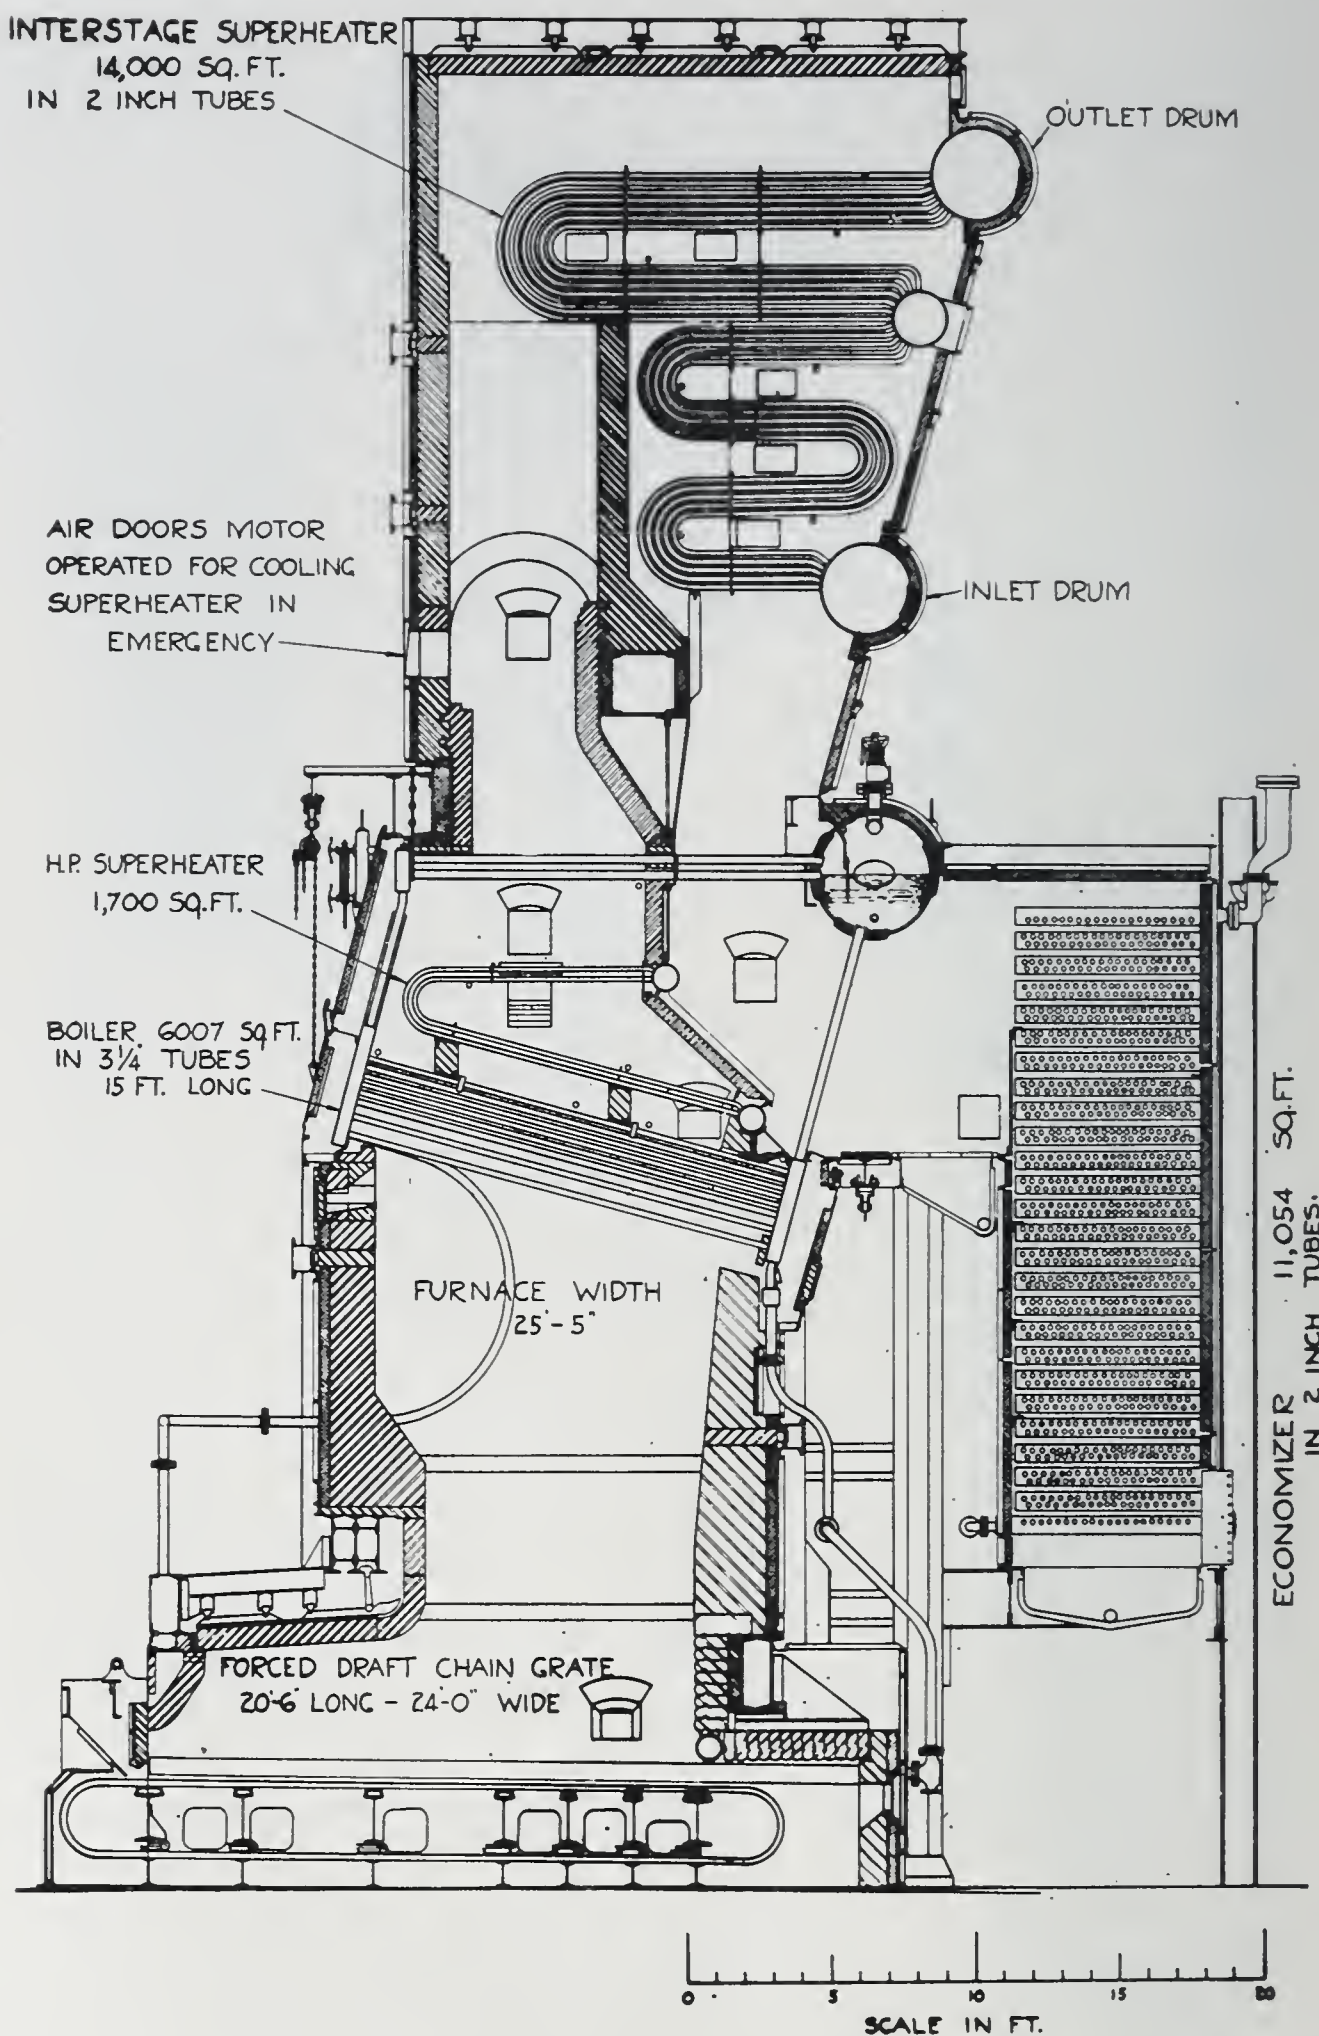 INTERSTAGE SUPERHEATER
14,000 SQ. FT.
IN 2 INCH TUBES
OUTLET DRUM
AIR DOORS MOTOR
OPERATED FOR COOLING
SUPERHEATER IN
EMERGENCY
INLET DRUM
H.P. SUPERHEATER
1,700 SQ.FT.
BOILER 6007 SQ FT.
IN 3 1/4 TUBES
15 FT. LONG
FURNACE WIDTH
25'-5"
ECONOMIZER 11,054 SQ.FT.
IN 2 INCH TUBES.
FORCED DRAFT CHAIN GRATE
20'-6" LONG - 24'-0" WIDE
0 5 10 15 20
SCALE IN FT.